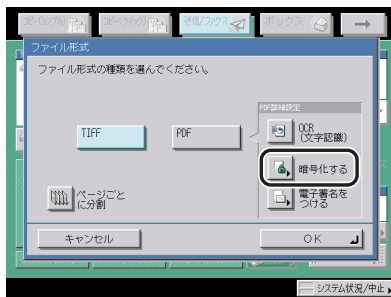 コピー(シンプル)
コピー(クイック)
送信/ファクス
ボックス
ファイル形式
ファイル形式の種類を選んでください。
PDF詳細設定
TIFF
PDF
OCR
(文字認識)
暗号化する
ページごと
に分割
電子署名を
つける
キャンセル
OK
システム状況/中止